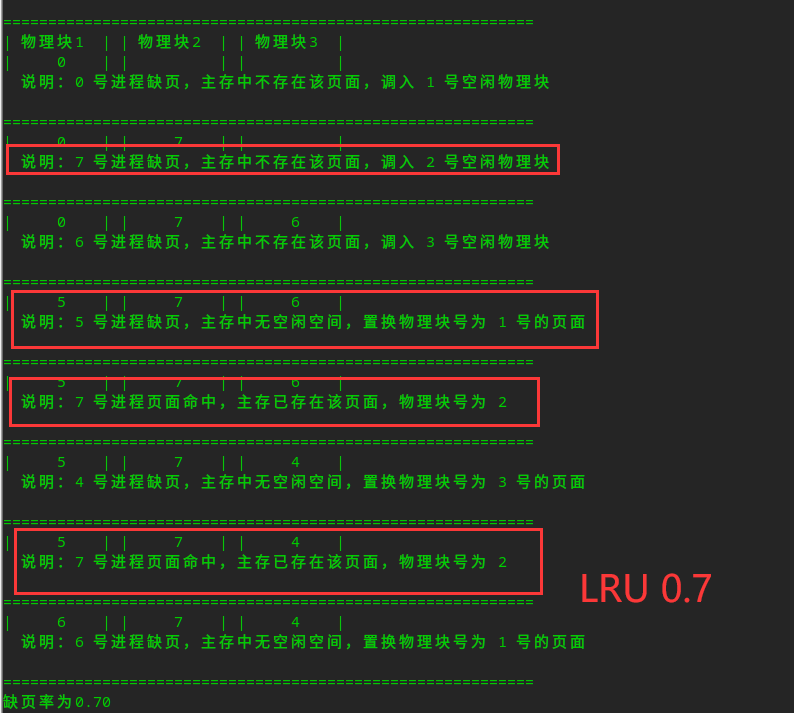 ===========================================================
| 物理块1 | | 物理块2 | | 物理块3 |
| 0 | | | | |
说明：0 号进程缺页，主存中不存在该页面，调入 1 号空闲物理块
===========================================================
| 0 | | 7 | | |
说明：7 号进程缺页，主存中不存在该页面，调入 2 号空闲物理块
===========================================================
| 0 | | 7 | | 6 |
说明：6 号进程缺页，主存中不存在该页面，调入 3 号空闲物理块
===========================================================
| 5 | | 7 | | 6 |
说明：5 号进程缺页，主存中无空闲空间，置换物理块号为 1 号的页面
===========================================================
| 5 | | 7 | | 6 |
说明：7 号进程页面命中，主存已存在该页面，物理块号为 2
===========================================================
| 5 | | 7 | | 4 |
说明：4 号进程缺页，主存中无空闲空间，置换物理块号为 3 号的页面
===========================================================
| 5 | | 7 | | 4 |
说明：7 号进程页面命中，主存已存在该页面，物理块号为 2
LRU 0.7
===========================================================
| 6 | | 7 | | 4 |
说明：6 号进程缺页，主存中无空闲空间，置换物理块号为 1 号的页面
===========================================================
缺页率为0.70